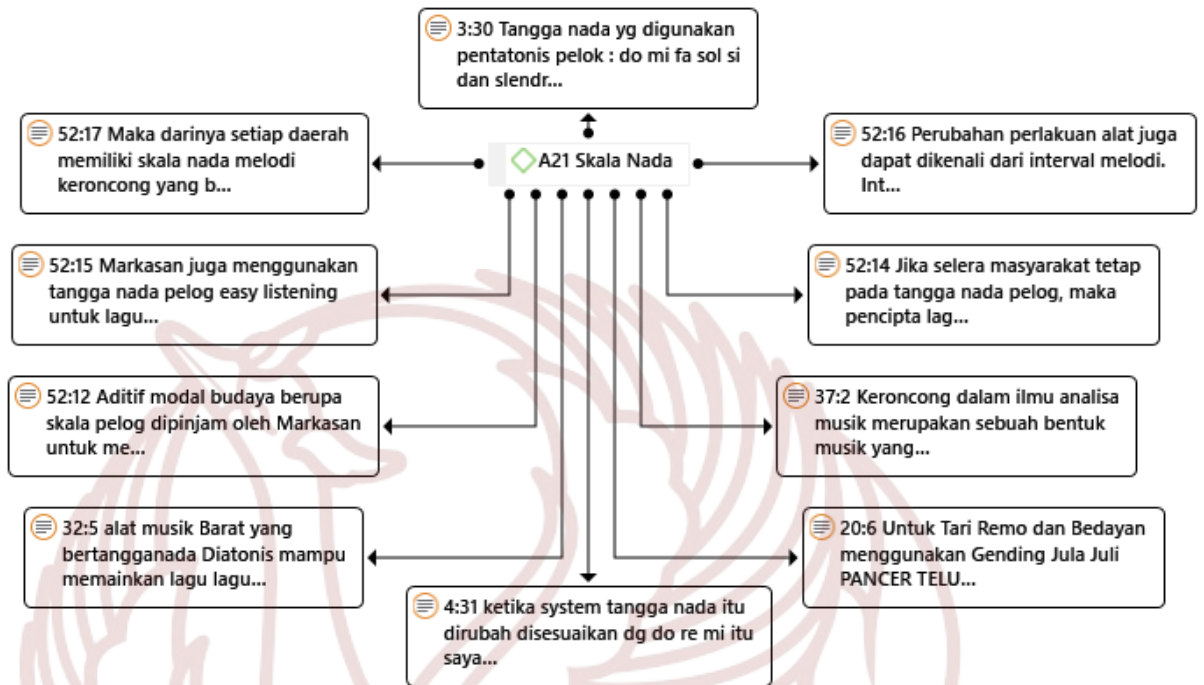 3:30 Tangga nada yg digunakan
pentatonis pelok : do mi fa sol si
dan slendr...
52:17 Maka darinya setiap daerah
memiliki skala nada melodi
keroncong yang b...
A21 Skala Nada
52:16 Perubahan perlakuan alat juga
dapat dikenali dari interval melodi.
Int...
52:15 Markasan juga menggunakan
tangga nada pelog easy listening
untuk lagu...
52:14 Jika selera masyarakat tetap
pada tangga nada pelog, maka
pencipta lag...
52:12 Aditif modal budaya berupa
skala pelog dipinjam oleh Markasan
untuk me...
37:2 Keroncong dalam ilmu analisa
musik merupakan sebuah bentuk
musik yang...
32:5 alat musik Barat yang
bertangganada Diatonis mampu
memainkan lagu lagu...
20:6 Untuk Tari Remo dan Bedayan
menggunakan Gending Jula Juli
PANCER TELU...
4:31 ketika system tangga nada itu
dirubah disesuaikan dg do re mi itu
saya...